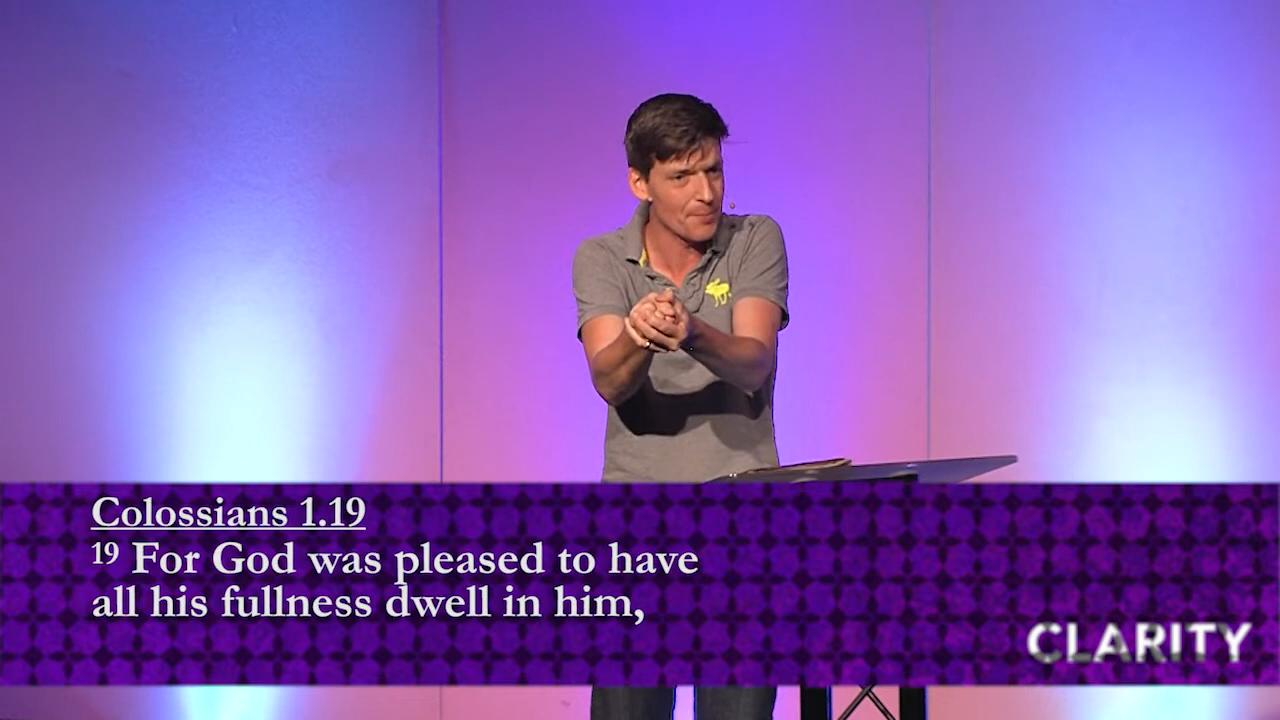 Colossians 1.19
19 For God was pleased to have
all his fullness dwell in him,
CLARITY